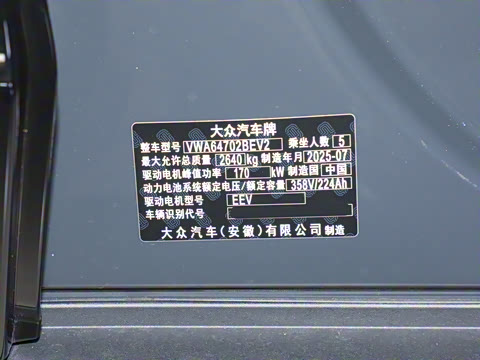 大众汽车牌
整车型号 VWA64702BEV2 乘坐人数 5
最大允许总质量 2640 kg 制造年月 2025-07
驱动电机峰值功率 170 kW 制造国 中国
动力电池系统额定电压/额定容量 358V/224Ah
驱动电机型号 EEV
车辆识别代号
大众汽车(安徽)有限公司 制造